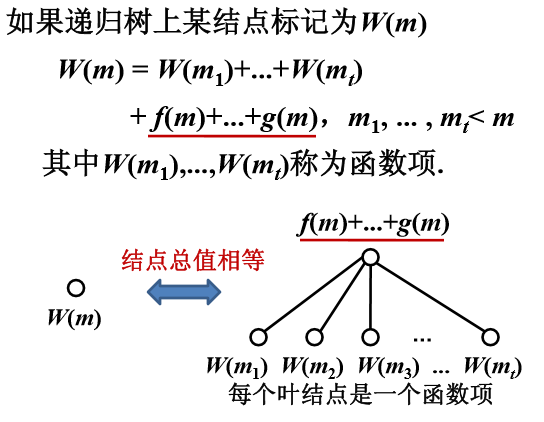 如果递归树上某结点标记为W(m)
W(m) = W(m₁)+...+W(mₜ)
+ f(m)+...+g(m)，m₁, ... , mₜ< m
其中W(m₁),...,W(mₜ)称为函数项.
f(m)+...+g(m)
结点总值相等
W(m)
...
W(m₁) W(m₂) W(m₃) ... W(mₜ)
每个叶结点是一个函数项